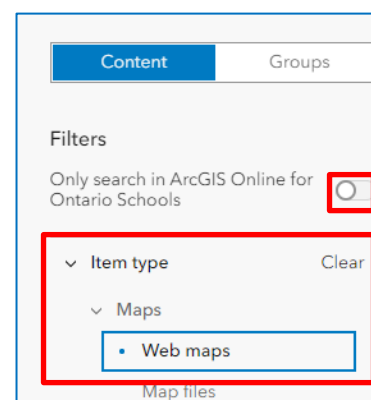 Content Groups
Filters
Only search in ArcGIS Online for
Ontario Schools
Item type Clear
Maps
Web maps
Map files